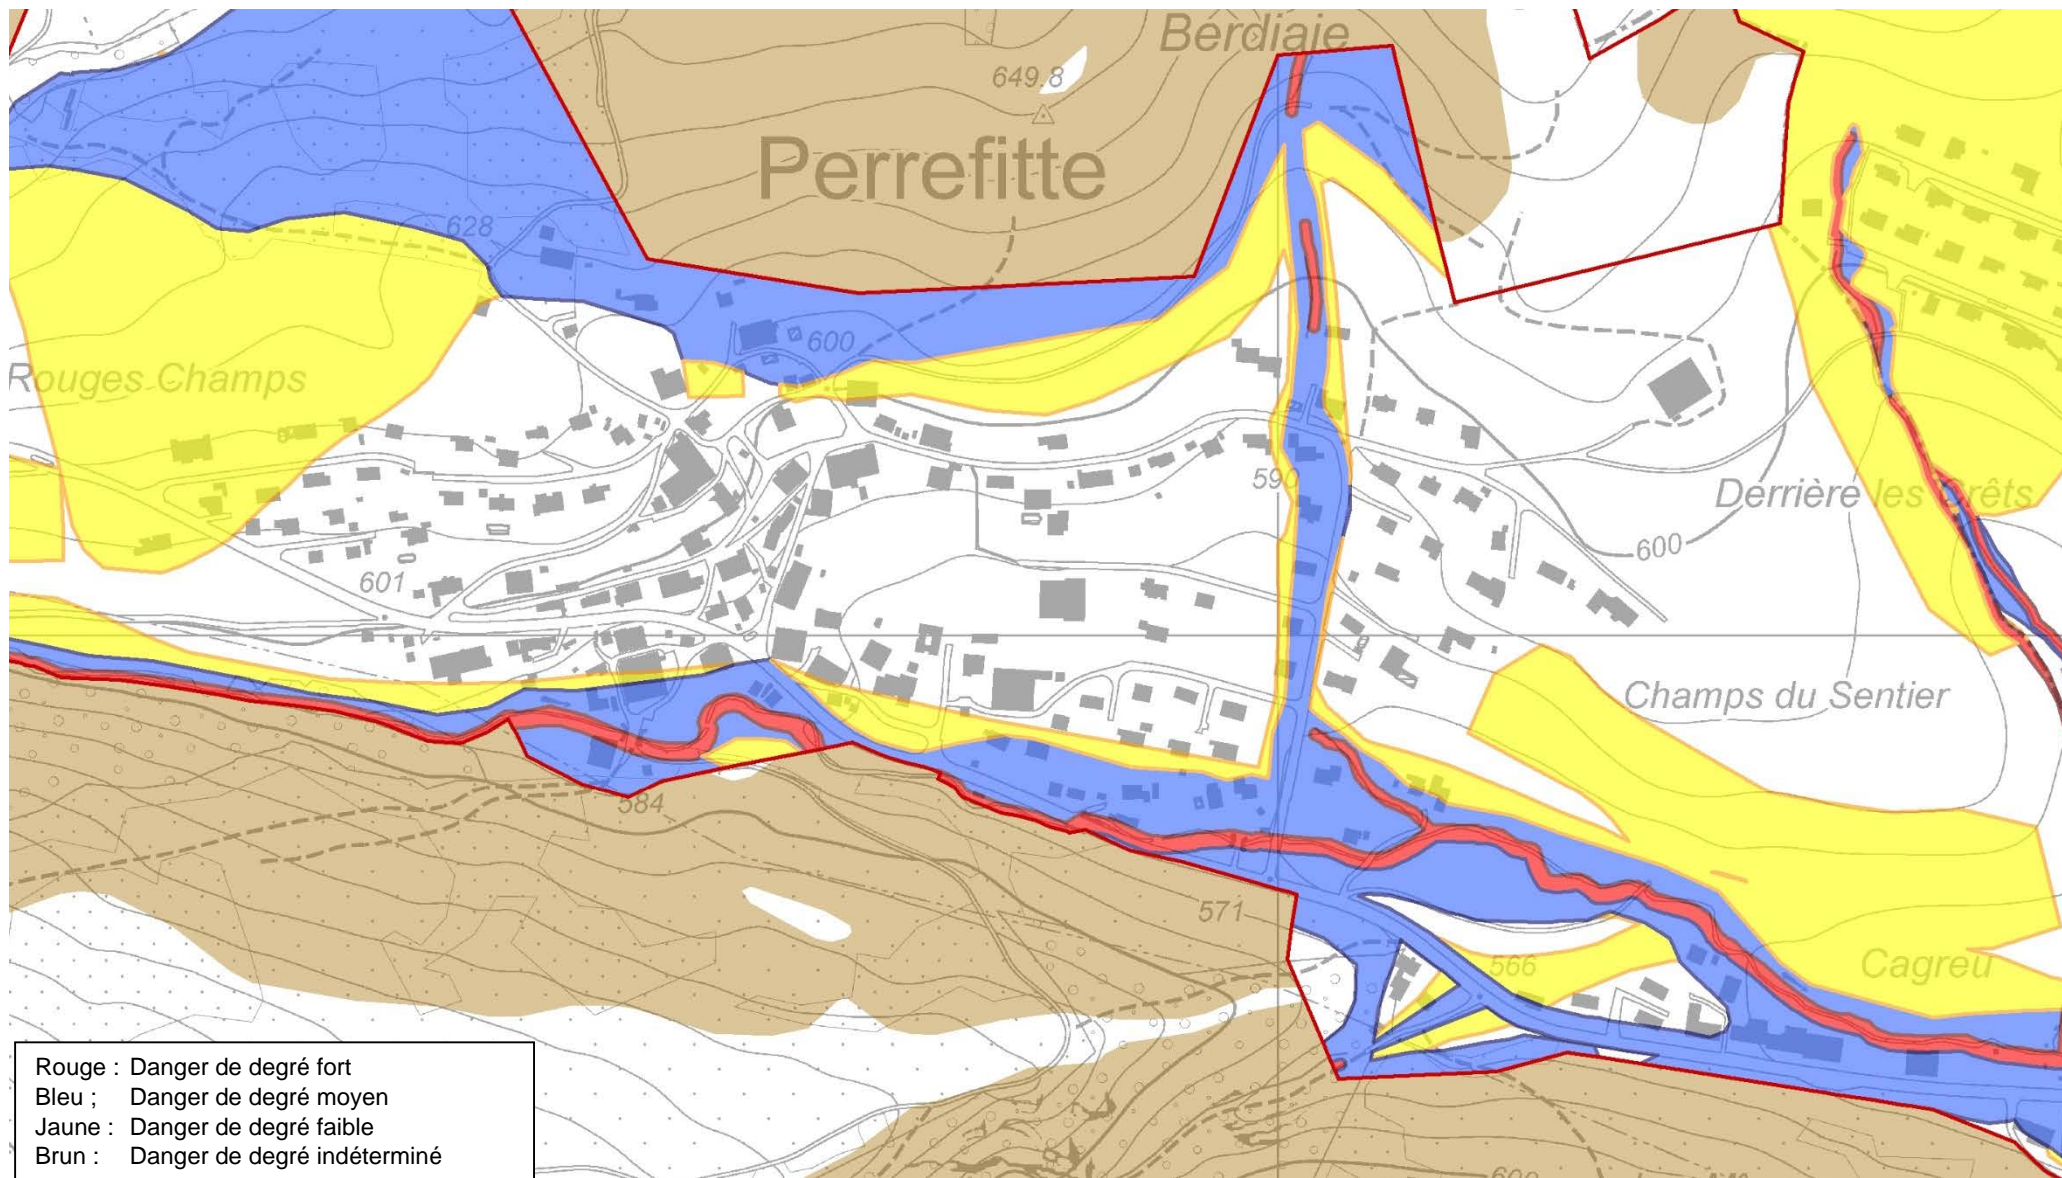 Berdiaie
649.8
Perrefitte
628
600
Rouges Champs
590
Derrière les Crêts
600
601
Champs du Sentier
584
571
566
Cagreu
Rouge : Danger de degré fort
Bleu ; Danger de degré moyen
Jaune : Danger de degré faible
Brun : Danger de degré indéterminé
600